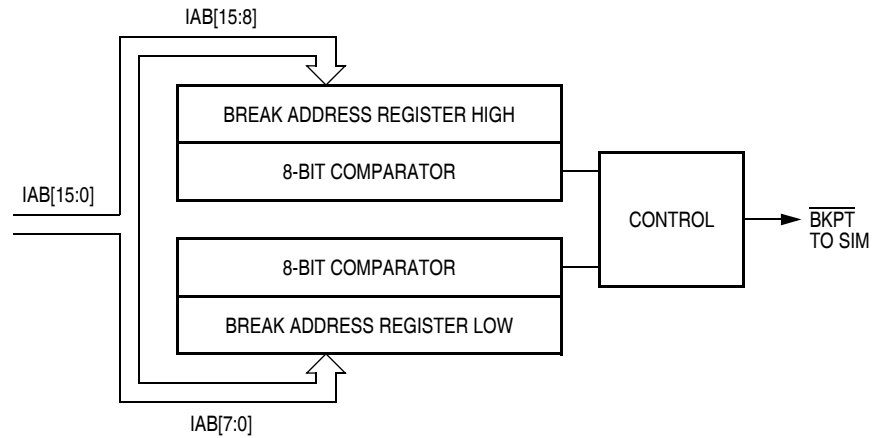 IAB[15:8]
BREAK ADDRESS REGISTER HIGH
8-BIT COMPARATOR
IAB[15:0]
CONTROL
BKPT
TO SIM
8-BIT COMPARATOR
BREAK ADDRESS REGISTER LOW
IAB[7:0]